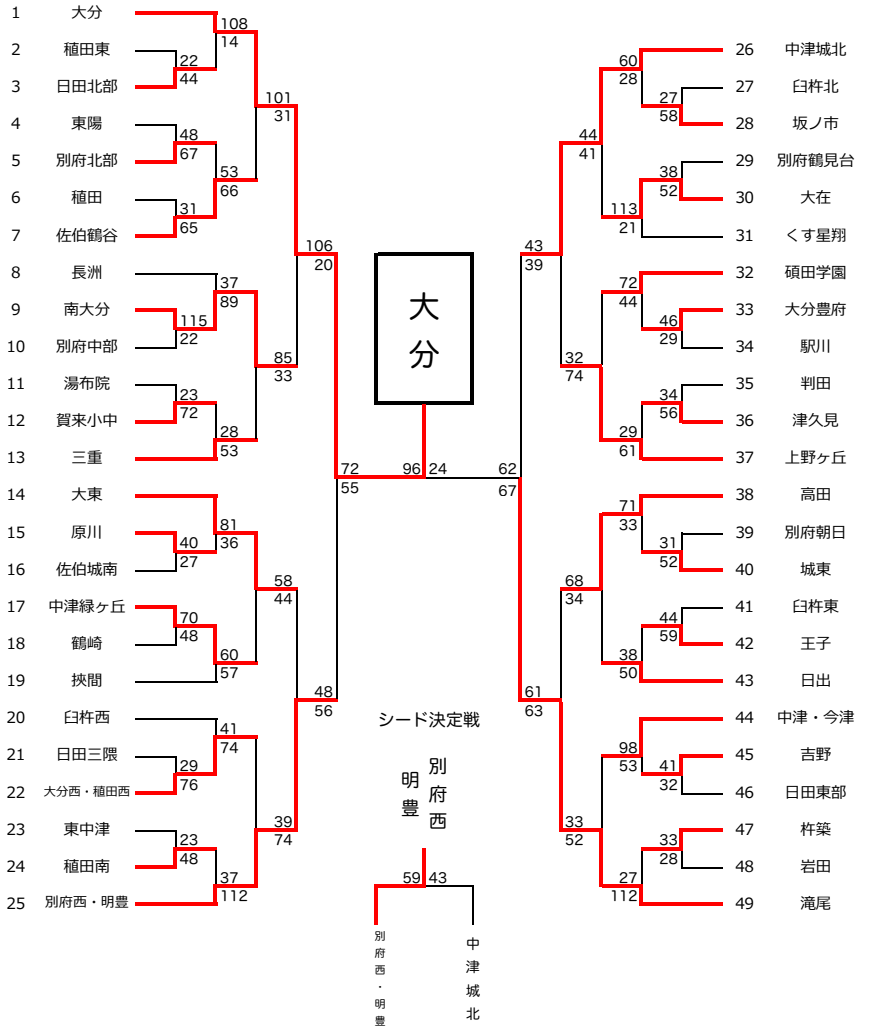 1 大分
2 稙田東
3 日田北部
4 東陽
5 別府北部
6 稙田
7 佐伯鶴谷
8 長洲
9 南大分
10 別府中部
11 湯布院
12 賀来小中
13 三重
14 大東
15 原川
16 佐伯城南
17 中津緑ヶ丘
18 鶴崎
19 挾間
20 臼杵西
21 日田三隈
22 大分西・稙田西
23 東中津
24 稙田南
25 別府西・明豊
108
14
22
44
101
31
48
67
53
66
31
65
106
20
37
89
115
22
85
33
23
72
28
53
72
55
81
36
40
27
58
44
70
48
60
57
48
56
41
74
29
76
39
74
23
48
37
112
大分
96 24
シード決定戦
別府西
明豊
59 43
別府西・明豊
中津城北
60
28
27
58
44
41
38
52
113
21
43
39
72
44
46
29
32
74
34
56
29
61
62
67
71
33
31
52
68
34
44
59
38
50
61
63
98
53
41
32
33
52
33
28
27
112
26 中津城北
27 臼杵北
28 坂ノ市
29 別府鶴見台
30 大在
31 くす星翔
32 碩田学園
33 大分豊府
34 駅川
35 判田
36 津久見
37 上野ヶ丘
38 高田
39 別府朝日
40 城東
41 臼杵東
42 王子
43 日出
44 中津・今津
45 吉野
46 日田東部
47 杵築
48 岩田
49 滝尾